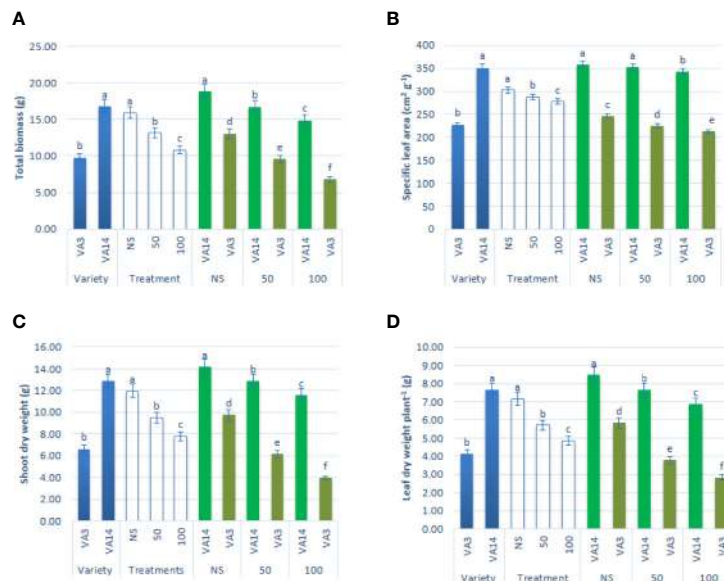 A
Total biomass (g)
25.00
20.00
15.00
10.00
5.00
0.00
b a a b c a d b e c f
VA3 VA14 NS 50 100 VA14 VA3 VA14 VA3 VA14 VA3
Variety Treatment NS 50 100
B
Specific leaf area (cm² g⁻¹)
400
350
300
250
200
150
100
50
0
b a a b c a c a d b e
VA3 VA14 NS 50 100 VA14 VA3 VA14 VA3 VA14 VA3
Variety Treatment NS 50 100
C
Shoot dry weight (g)
16.00
14.00
12.00
10.00
8.00
6.00
4.00
2.00
0.00
b a a b c a d b e c f
VA3 VA14 NS 50 100 VA14 VA3 VA14 VA3 VA14 VA3
Variety Treatments NS 50 100
D
Leaf dry weight plant⁻¹ (g)
10.00
9.00
8.00
7.00
6.00
5.00
4.00
3.00
2.00
1.00
0.00
b a a b c a d b e c f
VA3 VA14 NS 50 100 VA14 VA3 VA14 VA3 VA14 VA3
Variety Treatment NS 50 100